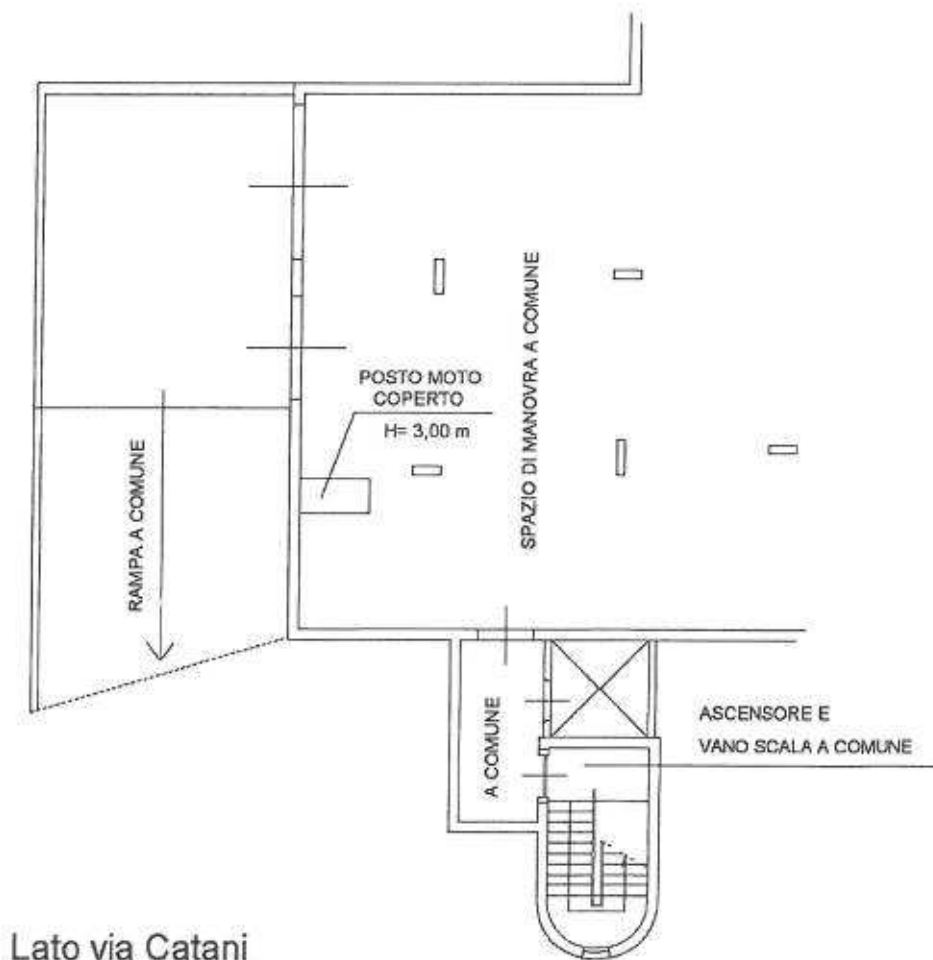 SPAZIO DI MANOVRA A COMUNE
POSTO MOTO
COPERTO
H= 3,00 m
RAMPA A COMUNE
A COMUNE
ASCENSORE E
VANO SCALA A COMUNE
Lato via Catani